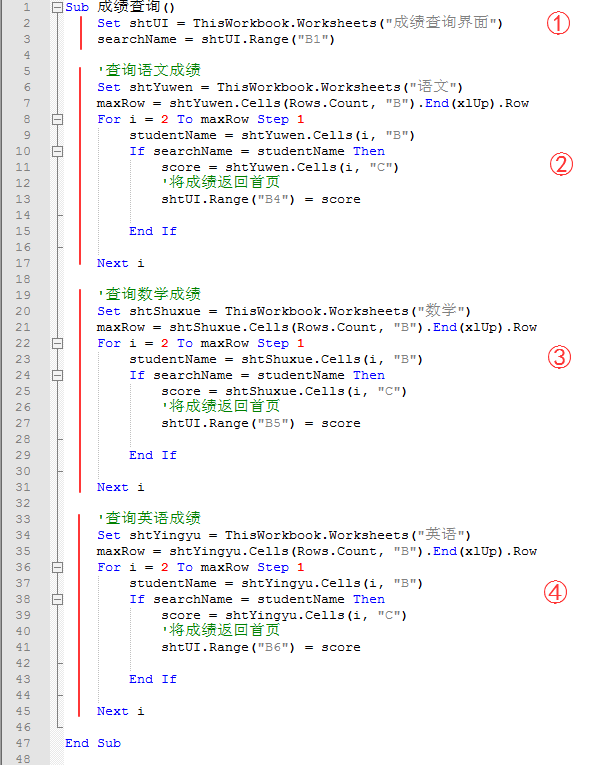 1 Sub 成绩查询()
2 Set shtUI = ThisWorkbook.Worksheets("成绩查询界面") ①
3 searchName = shtUI.Range("B1")
4
5 '查询语文成绩
6 Set shtYuwen = ThisWorkbook.Worksheets("语文")
7 maxRow = shtYuwen.Cells(Rows.Count, "B").End(xlUp).Row
8 For i = 2 To maxRow Step 1
9 studentName = shtYuwen.Cells(i, "B")
10 If searchName = studentName Then
11 score = shtYuwen.Cells(i, "C") ②
12 '将成绩返回首页
13 shtUI.Range("B4") = score
14
15 End If
16
17 Next i
18
19 '查询数学成绩
20 Set shtShuxue = ThisWorkbook.Worksheets("数学")
21 maxRow = shtShuxue.Cells(Rows.Count, "B").End(xlUp).Row
22 For i = 2 To maxRow Step 1
23 studentName = shtShuxue.Cells(i, "B") ③
24 If searchName = studentName Then
25 score = shtShuxue.Cells(i, "C")
26 '将成绩返回首页
27 shtUI.Range("B5") = score
28
29 End If
30
31 Next i
32
33 '查询英语成绩
34 Set shtYingyu = ThisWorkbook.Worksheets("英语")
35 maxRow = shtYingyu.Cells(Rows.Count, "B").End(xlUp).Row
36 For i = 2 To maxRow Step 1
37 studentName = shtYingyu.Cells(i, "B")
38 If searchName = studentName Then ④
39 score = shtYingyu.Cells(i, "C")
40 '将成绩返回首页
41 shtUI.Range("B6") = score
42
43 End If
44
45 Next i
46
47 End Sub
48